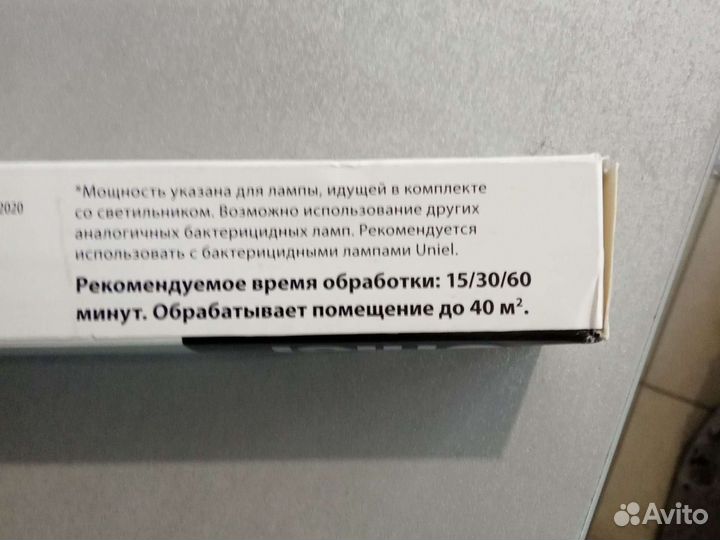 *Мощность указана для лампы, идущей в комплекте
со светильником. Возможно использование других
аналогичных бактерицидных ламп. Рекомендуется
использовать с бактерицидными лампами Uniel.
Рекомендуемое время обработки: 15/30/60
минут. Обрабатывает помещение до 40 м².
2020
Avito